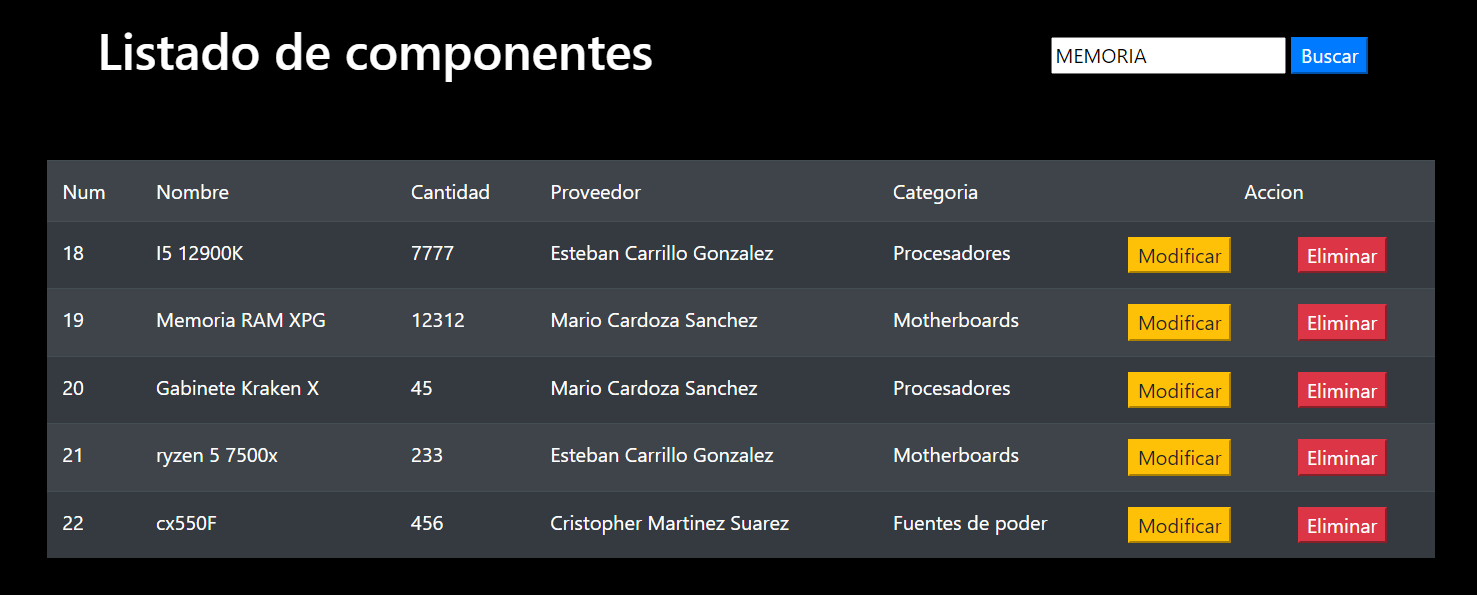 Listado de componentes
MEMORIA Buscar
Num Nombre Cantidad Proveedor Categoria Accion
18 I5 12900K 7777 Esteban Carrillo Gonzalez Procesadores Modificar Eliminar
19 Memoria RAM XPG 12312 Mario Cardoza Sanchez Motherboards Modificar Eliminar
20 Gabinete Kraken X 45 Mario Cardoza Sanchez Procesadores Modificar Eliminar
21 ryzen 5 7500x 233 Esteban Carrillo Gonzalez Motherboards Modificar Eliminar
22 cx550F 456 Cristopher Martinez Suarez Fuentes de poder Modificar Eliminar